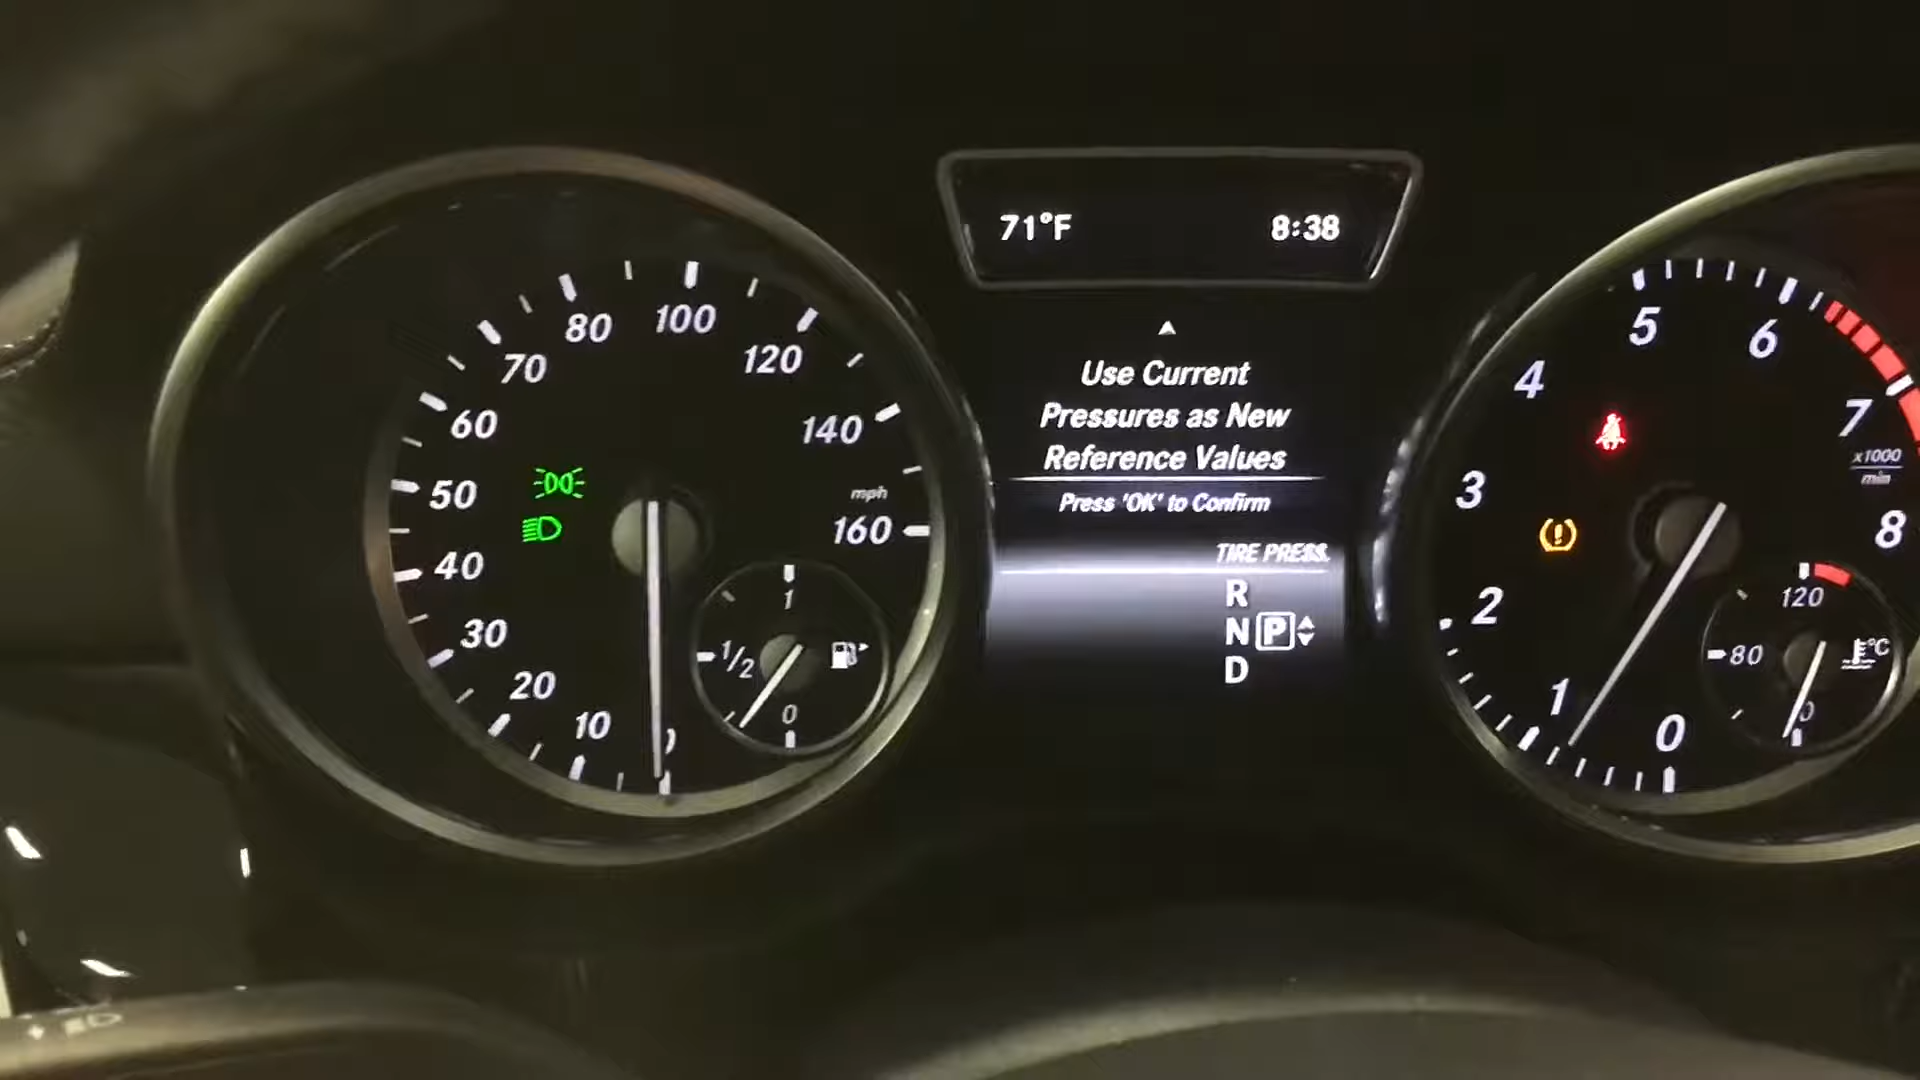 71°F 8:38
Use Current
Pressures as New
Reference Values
Press 'OK' to Confirm
TIRE PRESS.
R
N P
D
10
20
30
40
50
60
70
80
100
120
140
160
mph
1
1/2
0
0
1
2
3
4
5
6
7
8
x1000
min
120
80
°C